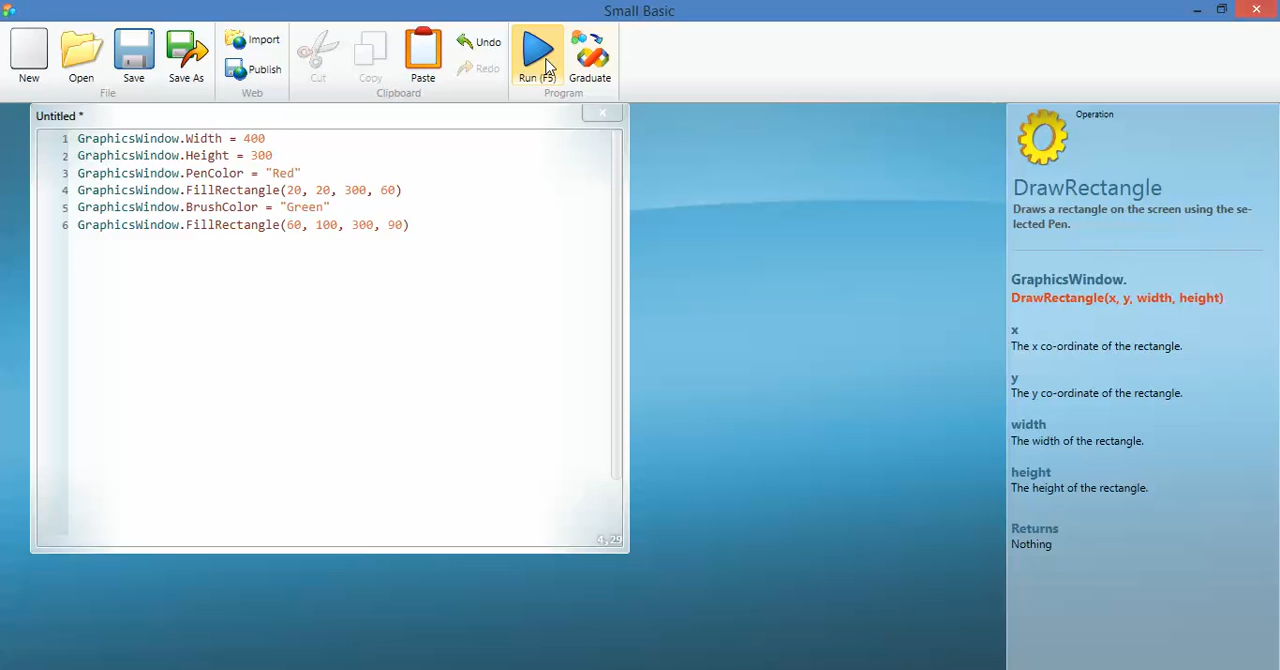 Small Basic
New
Open
Save
Save As
Import
Publish
Cut
Copy
Paste
Undo
Redo
Run (F5)
Graduate
File
Web
Clipboard
Program
Untitled *
1 GraphicsWindow.Width = 400
2 GraphicsWindow.Height = 300
3 GraphicsWindow.PenColor = "Red"
4 GraphicsWindow.FillRectangle(20, 20, 300, 60)
5 GraphicsWindow.BrushColor = "Green"
6 GraphicsWindow.FillRectangle(60, 100, 300, 90)
4,29
Operation
DrawRectangle
Draws a rectangle on the screen using the se-
lected Pen.
GraphicsWindow.
DrawRectangle(x, y, width, height)
x
The x co-ordinate of the rectangle.
y
The y co-ordinate of the rectangle.
width
The width of the rectangle.
height
The height of the rectangle.
Returns
Nothing